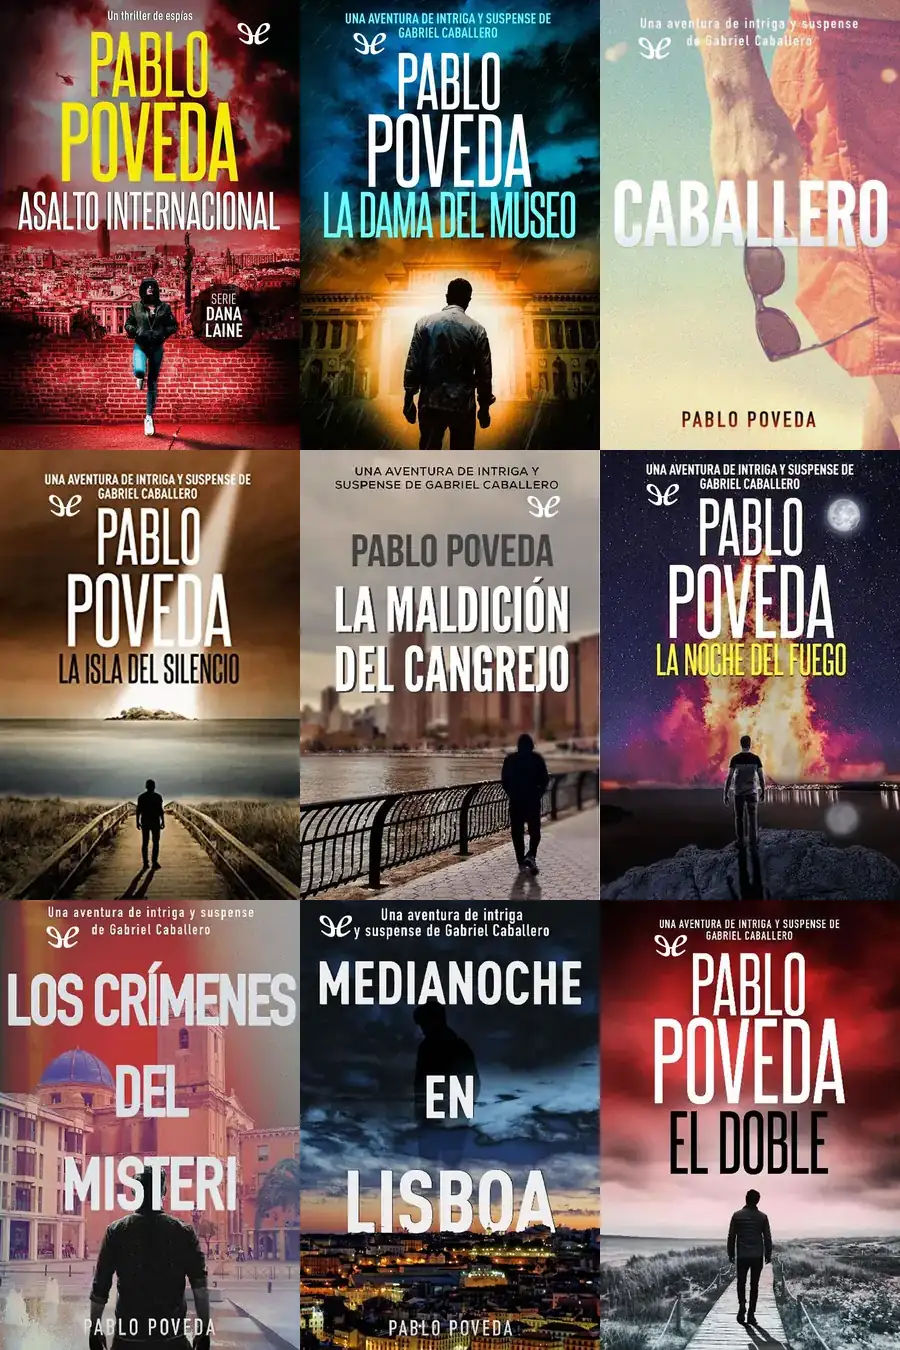 Un thriller de espías
PABLO
POVEDA
ASALTO INTERNACIONAL
SERIE
DANA
LAINE
UNA AVENTURA DE INTRIGA Y SUSPENSE DE
GABRIEL CABALLERO
PABLO
POVEDA
LA DAMA DEL MUSEO
Una aventura de intriga y suspense
de Gabriel Caballero
CABALLERO
PABLO POVEDA
UNA AVENTURA DE INTRIGA Y SUSPENSE DE
GABRIEL CABALLERO
PABLO
POVEDA
LA ISLA DEL SILENCIO
UNA AVENTURA DE INTRIGA Y
SUSPENSE DE GABRIEL CABALLERO
PABLO POVEDA
LA MALDICIÓN
DEL CANGREJO
UNA AVENTURA DE INTRIGA Y SUSPENSE DE
GABRIEL CABALLERO
PABLO
POVEDA
LA NOCHE DEL FUEGO
Una aventura de intriga y suspense
de Gabriel Caballero
LOS CRÍMENES
DEL
MISTERI
PABLO POVEDA
Una aventura de intriga
y suspense de Gabriel Caballero
MEDIANOCHE
EN
LISBOA
PABLO POVEDA
UNA AVENTURA DE INTRIGA Y SUSPENSE DE
GABRIEL CABALLERO
PABLO
POVEDA
EL DOBLE